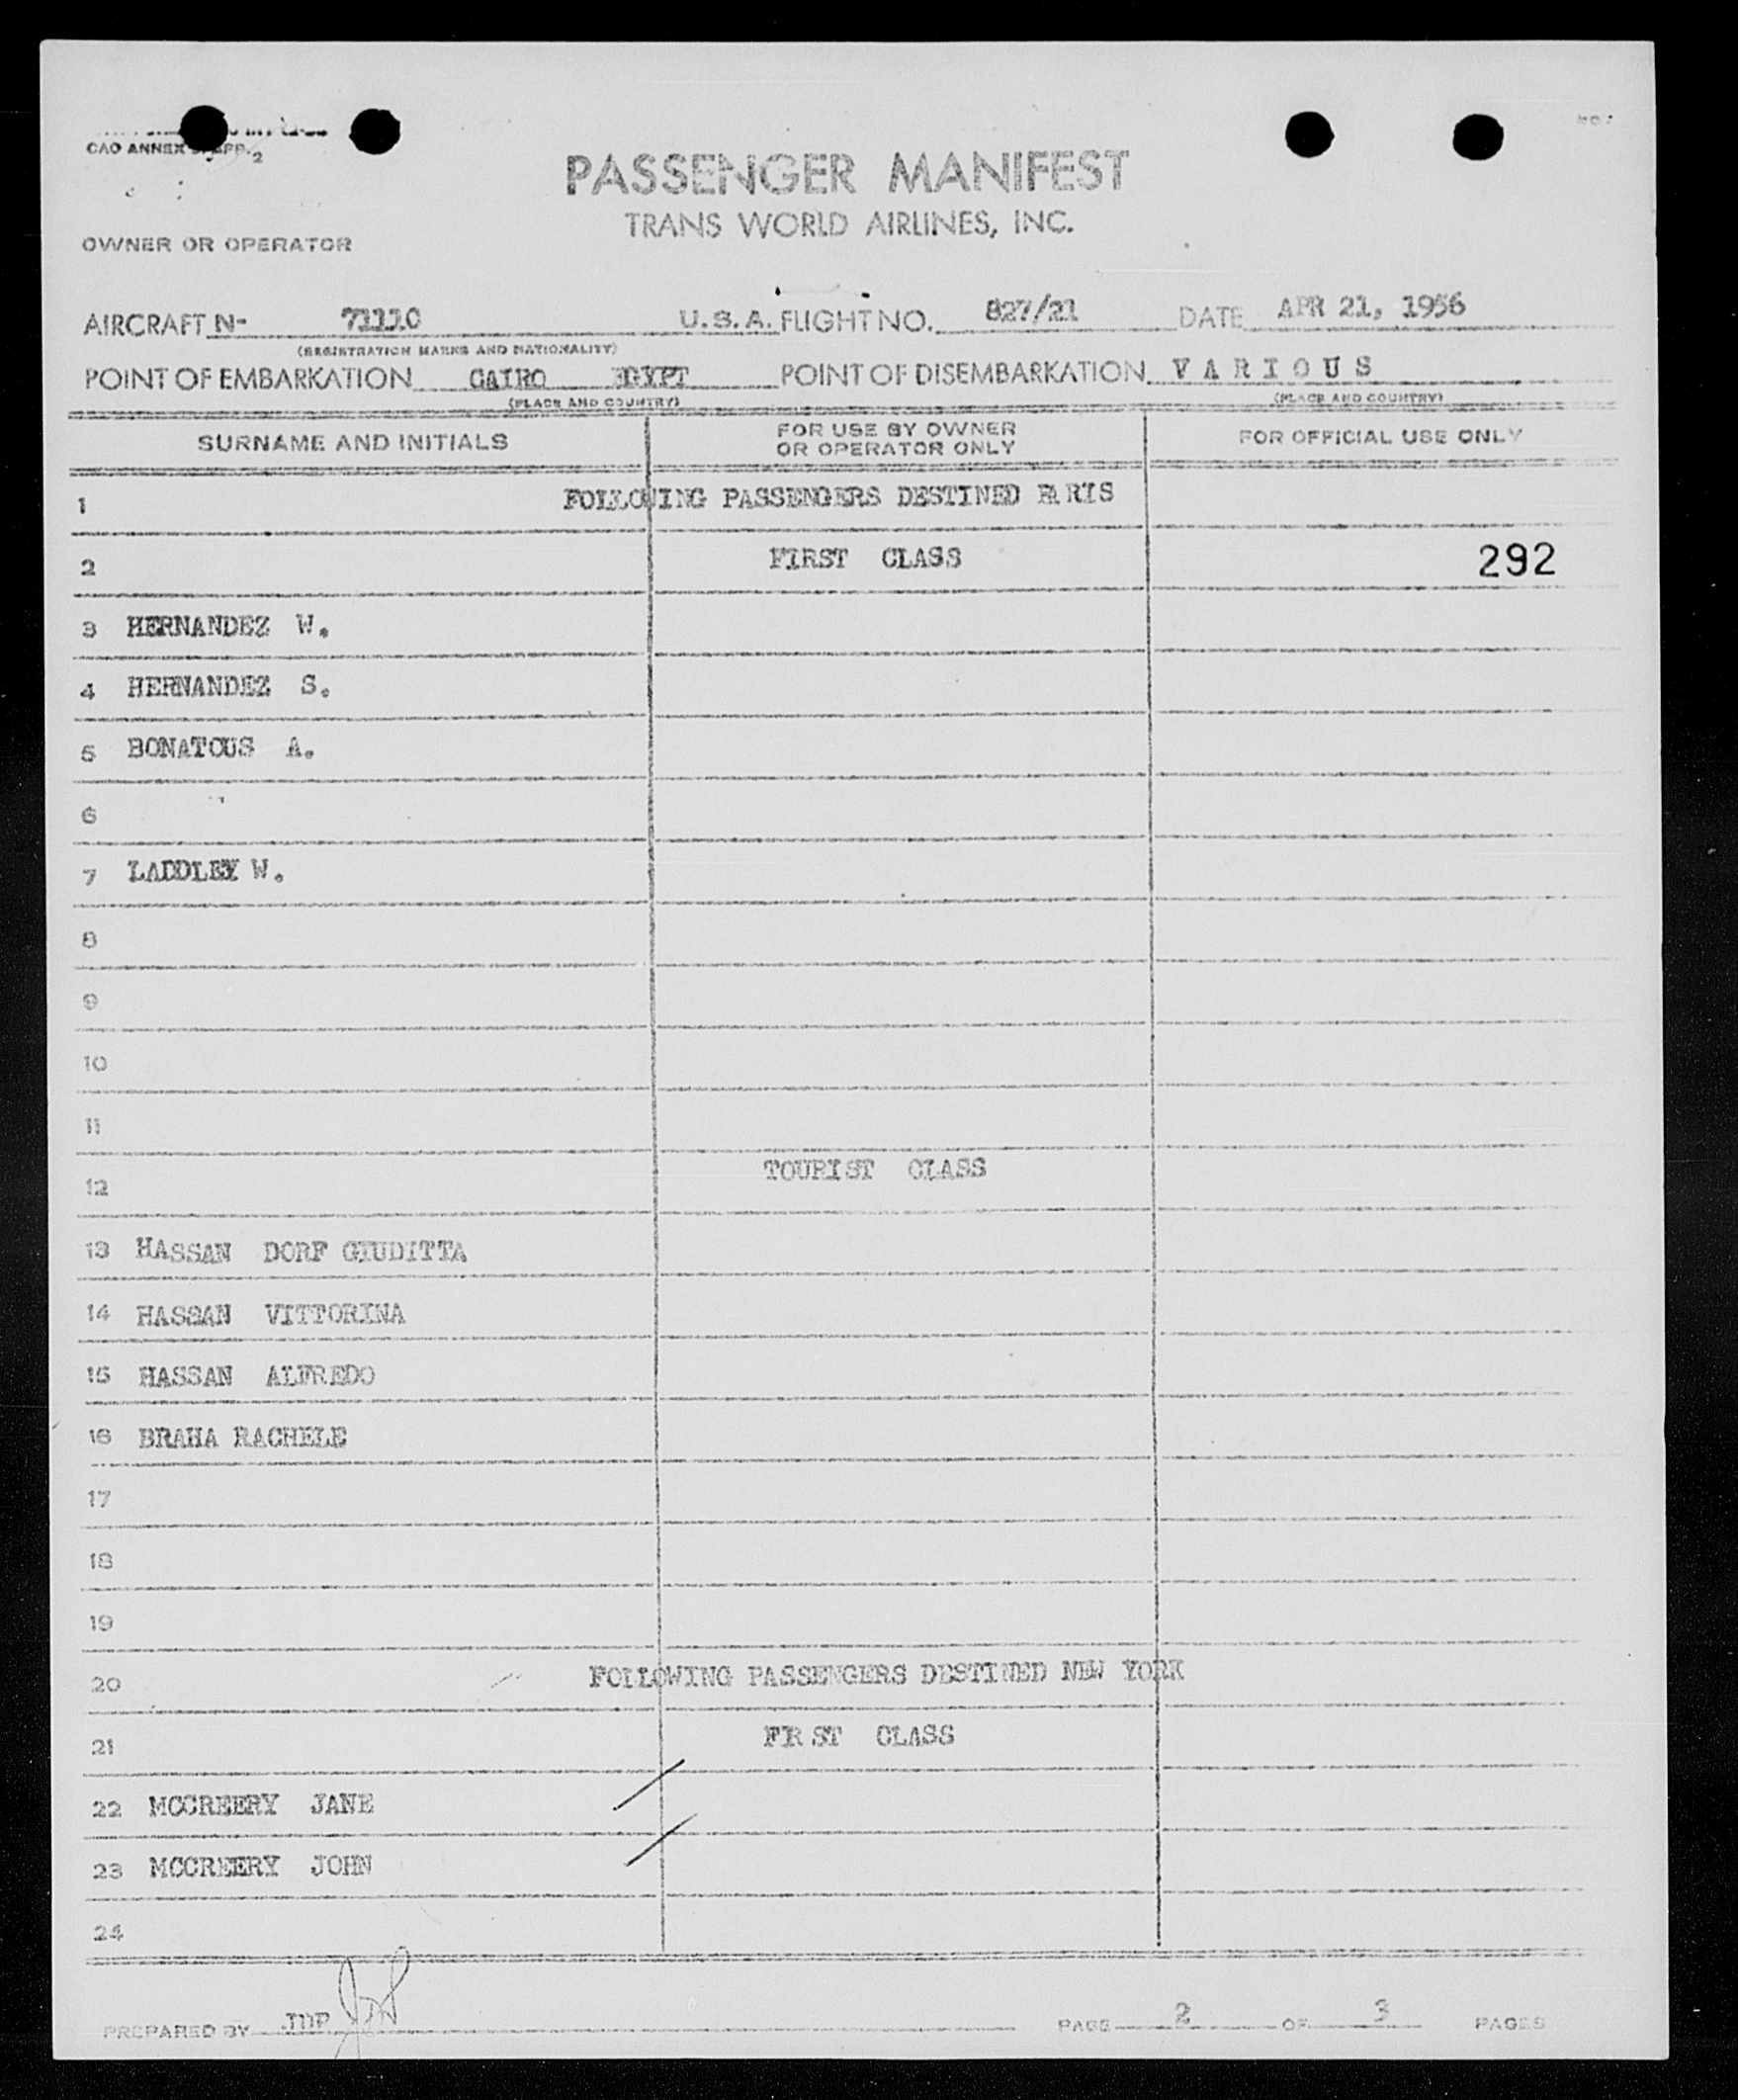 CAO ANNEX 9, APP. 2
PASSENGER MANIFEST
TRANS WORLD AIRLINES, INC.
OWNER OR OPERATOR
AIRCRAFT N- 71110 U.S.A. FLIGHT NO. 827/21 DATE APR 21, 1956
(REGISTRATION MARKS AND NATIONALITY)
POINT OF EMBARKATION CAIRO EGYPT POINT OF DISEMBARKATION V A R I O U S
(PLACE AND COUNTRY) (PLACE AND COUNTRY)
SURNAME AND INITIALS FOR USE BY OWNER OR OPERATOR ONLY FOR OFFICIAL USE ONLY
1 FOLLOWING PASSENGERS DESTINED PARIS
2 FIRST CLASS 292
3 HERNANDEZ W.
4 HERNANDEZ S.
5 BONATOUS A.
6
7 LADDLEY W.
8
9
10
11
12 TOURIST CLASS
13 HASSAN DORF GIUDITTA
14 HASSAN VITTORINA
15 HASSAN ALFREDO
16 BRAHA RACHELE
17
18
19
20 FOLLOWING PASSENGERS DESTINED NEW YORK
21 FIRST CLASS
22 MCCREERY JANE
23 MCCREERY JOHN
24
PREPARED BY JDP PAGE 2 OF 3 PAGES